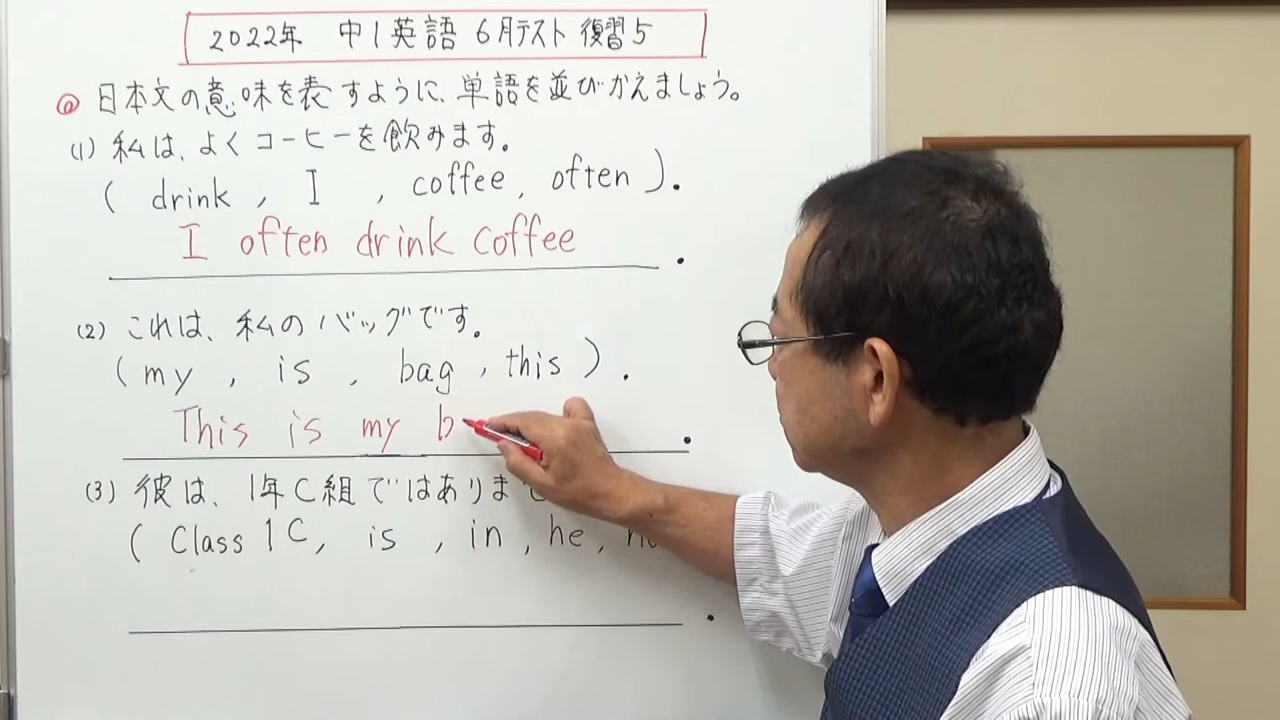 2022年 中1英語 6月テスト 復習5
◎ 日本文の意味を表すように、単語を並びかえましょう。
(1) 私は、よくコーヒーを飲みます。
( drink , I , coffee, often ).
I often drink coffee .
(2) これは、私のバッグです。
( my , is , bag , this ) .
This is my b .
(3) 彼は、1年C組ではありませ
( Class 1C, is , in , he ,
.